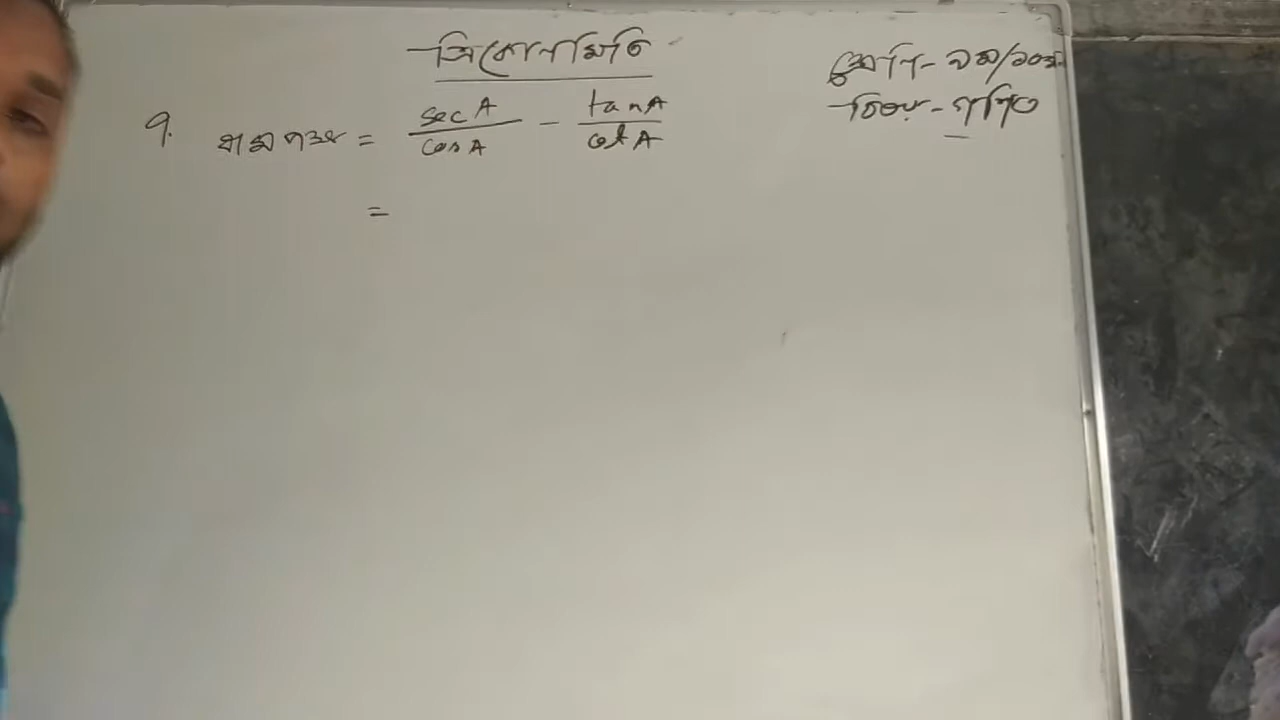 ত্রিকোণমিতি
শ্রেণি - ৯ম/১০ম
বিষয় - গণিত
৭. বামপক্ষ = secA/cosA - tanA/cotA
=